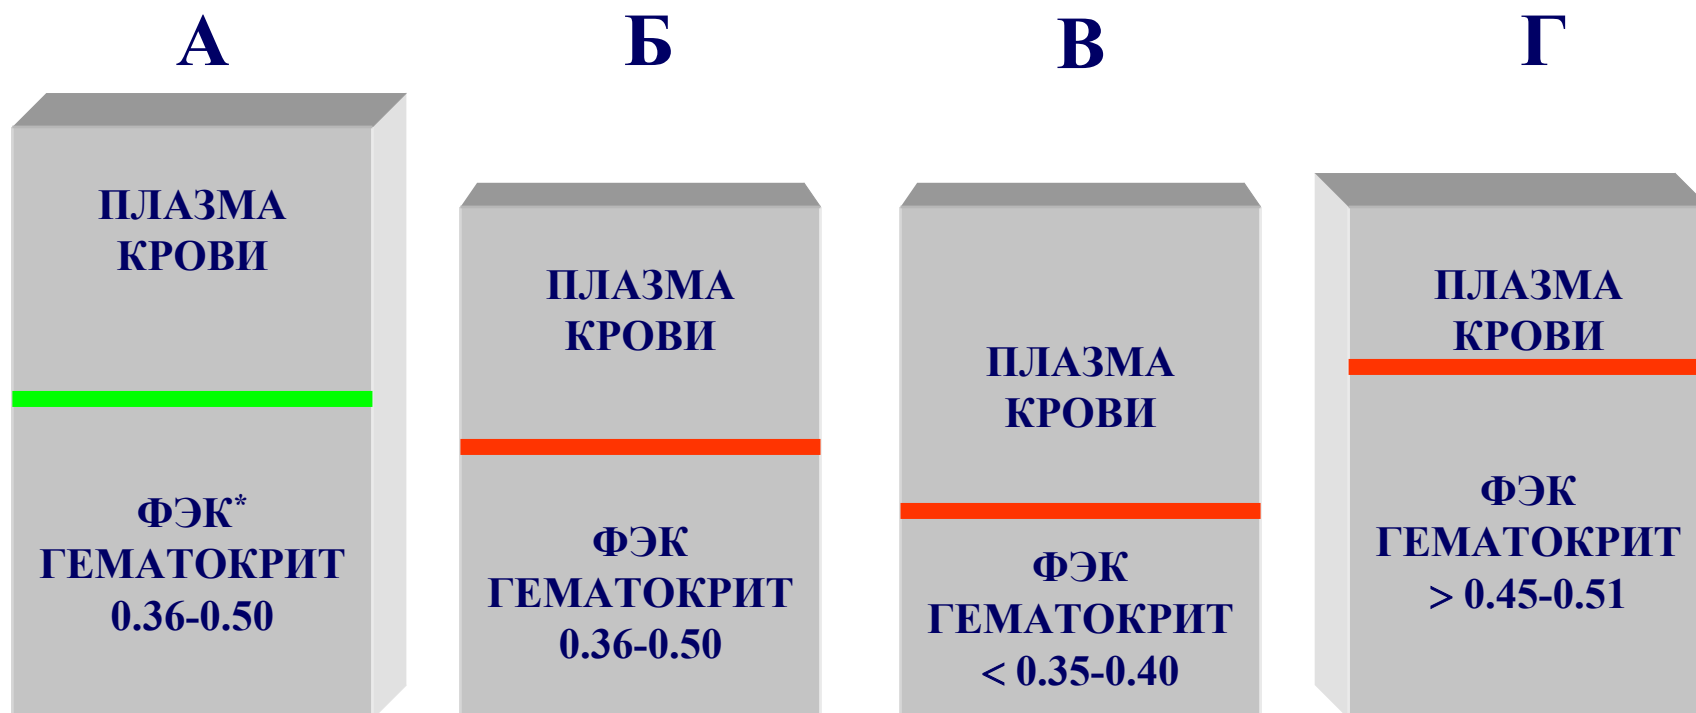 А
ПЛАЗМА
КРОВИ
ФЭК*
ГЕМАТОКРИТ
0.36-0.50
Б
ПЛАЗМА
КРОВИ
ФЭК
ГЕМАТОКРИТ
0.36-0.50
В
ПЛАЗМА
КРОВИ
ФЭК
ГЕМАТОКРИТ
< 0.35-0.40
Г
ПЛАЗМА
КРОВИ
ФЭК
ГЕМАТОКРИТ
> 0.45-0.51